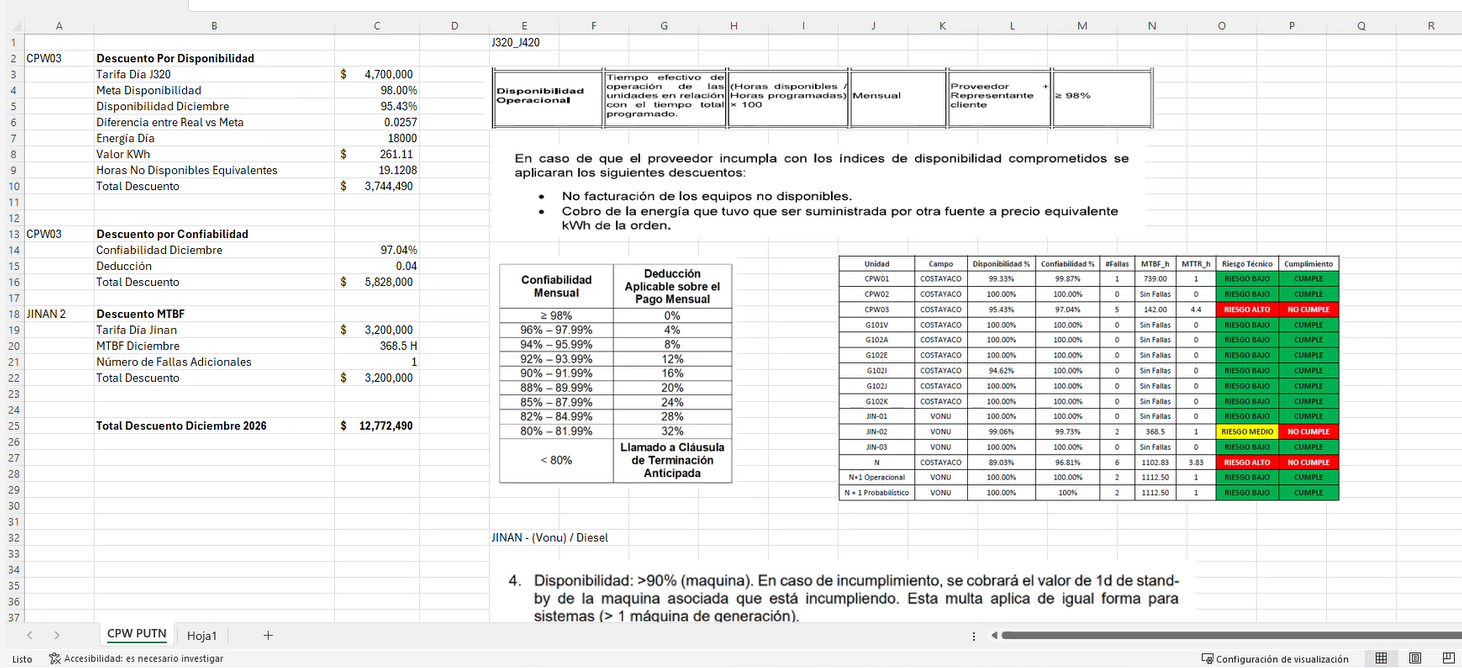 A B C D E F G H I J K L M N O P Q R
1 J320_J420
2 CPW03 Descuento Por Disponibilidad
3 Tarifa Día J320 $ 4,700,000
4 Meta Disponibilidad 98.00%
5 Disponibilidad Diciembre 95.43%
6 Diferencia entre Real vs Meta 0.0257
7 Energía Día 18000
8 Valor KWh $ 261.11
9 Horas No Disponibles Equivalentes 19.1208
10 Total Descuento $ 3,744,490
11
12
13 CPW03 Descuento por Confiabilidad
14 Confiabilidad Diciembre 97.04%
15 Deducción 0.04
16 Total Descuento $ 5,828,000
17
18 JINAN 2 Descuento MTBF
19 Tarifa Día Jinan $ 3,200,000
20 MTBF Diciembre 368.5 H
21 Número de Fallas Adicionales 1
22 Total Descuento $ 3,200,000
23
24
25 Total Descuento Diciembre 2026 $ 12,772,490
26
27
28
29
30
31
32 JINAN - (Vonu) / Diesel
33
34
35
36
37
Disponibilidad
Operacional
Tiempo efectivo de
operación de las
unidades en relación
con el tiempo total
programado.
(Horas disponibles /
Horas programadas)
× 100
Mensual
Proveedor +
Representante
cliente
≥ 98%
En caso de que el proveedor incumpla con los índices de disponibilidad comprometidos se
aplicaran los siguientes descuentos:
• No facturación de los equipos no disponibles.
• Cobro de la energía que tuvo que ser suministrada por otra fuente a precio equivalente
kWh de la orden.
Confiabilidad
Mensual
Deducción
Aplicable sobre el
Pago Mensual
≥ 98% 0%
96% – 97.99% 4%
94% – 95.99% 8%
92% – 93.99% 12%
90% – 91.99% 16%
88% – 89.99% 20%
85% – 87.99% 24%
82% – 84.99% 28%
80% – 81.99% 32%
< 80%
Llamado a Cláusula
de Terminación
Anticipada
Unidad Campo Disponibilidad % Confiabilidad % #Fallas MTBF_h MTTR_h Riesgo Técnico Cumplimiento
CPW01 COSTAYACO 99.33% 99.87% 1 739.00 1 RIESGO BAJO CUMPLE
CPW02 COSTAYACO 100.00% 100.00% 0 Sin Fallas 0 RIESGO BAJO CUMPLE
CPW03 COSTAYACO 95.43% 97.04% 5 142.00 4.4 RIESGO ALTO NO CUMPLE
G101V COSTAYACO 100.00% 100.00% 0 Sin Fallas 0 RIESGO BAJO CUMPLE
G102A COSTAYACO 100.00% 100.00% 0 Sin Fallas 0 RIESGO BAJO CUMPLE
G102E COSTAYACO 100.00% 100.00% 0 Sin Fallas 0 RIESGO BAJO CUMPLE
G102I COSTAYACO 94.62% 100.00% 0 Sin Fallas 0 RIESGO BAJO CUMPLE
G102J COSTAYACO 100.00% 100.00% 0 Sin Fallas 0 RIESGO BAJO CUMPLE
G102K COSTAYACO 100.00% 100.00% 0 Sin Fallas 0 RIESGO BAJO CUMPLE
JIN-01 VONU 100.00% 100.00% 0 Sin Fallas 0 RIESGO BAJO CUMPLE
JIN-02 VONU 99.06% 99.73% 2 368.5 1 RIESGO MEDIO NO CUMPLE
JIN-03 VONU 100.00% 100.00% 0 Sin Fallas 0 RIESGO BAJO CUMPLE
N COSTAYACO 89.03% 96.81% 6 1102.83 3.83 RIESGO ALTO NO CUMPLE
N+1 Operacional VONU 100.00% 100.00% 2 1112.50 1 RIESGO BAJO CUMPLE
N + 1 Probabilístico VONU 100.00% 100% 2 1112.50 1 RIESGO BAJO CUMPLE
4. Disponibilidad: >90% (maquina). En caso de incumplimiento, se cobrará el valor de 1d de stand-
by de la maquina asociada que está incumpliendo. Esta multa aplica de igual forma para
sistemas (> 1 máquina de generación).
CPW PUTN Hoja1 +
Listo Accesibilidad: es necesario investigar Configuración de visualización